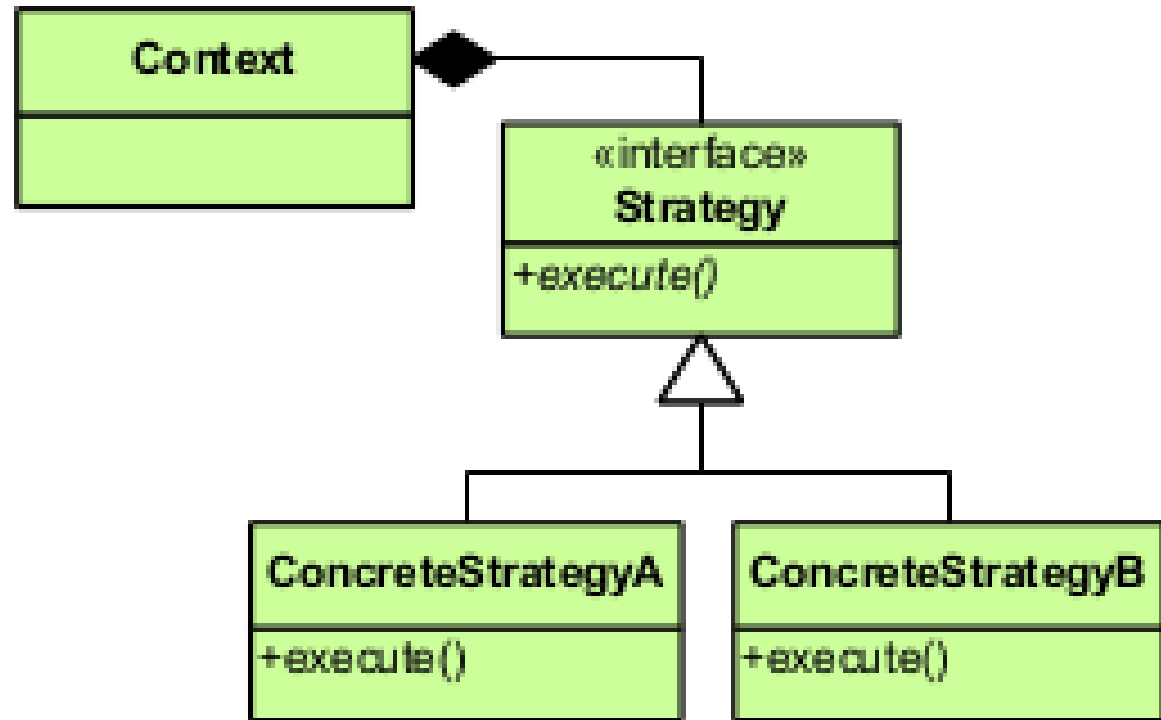 Context
«interface»
Strategy
+execute()
ConcreteStrategyA
+execute()
ConcreteStrategyB
+execute()